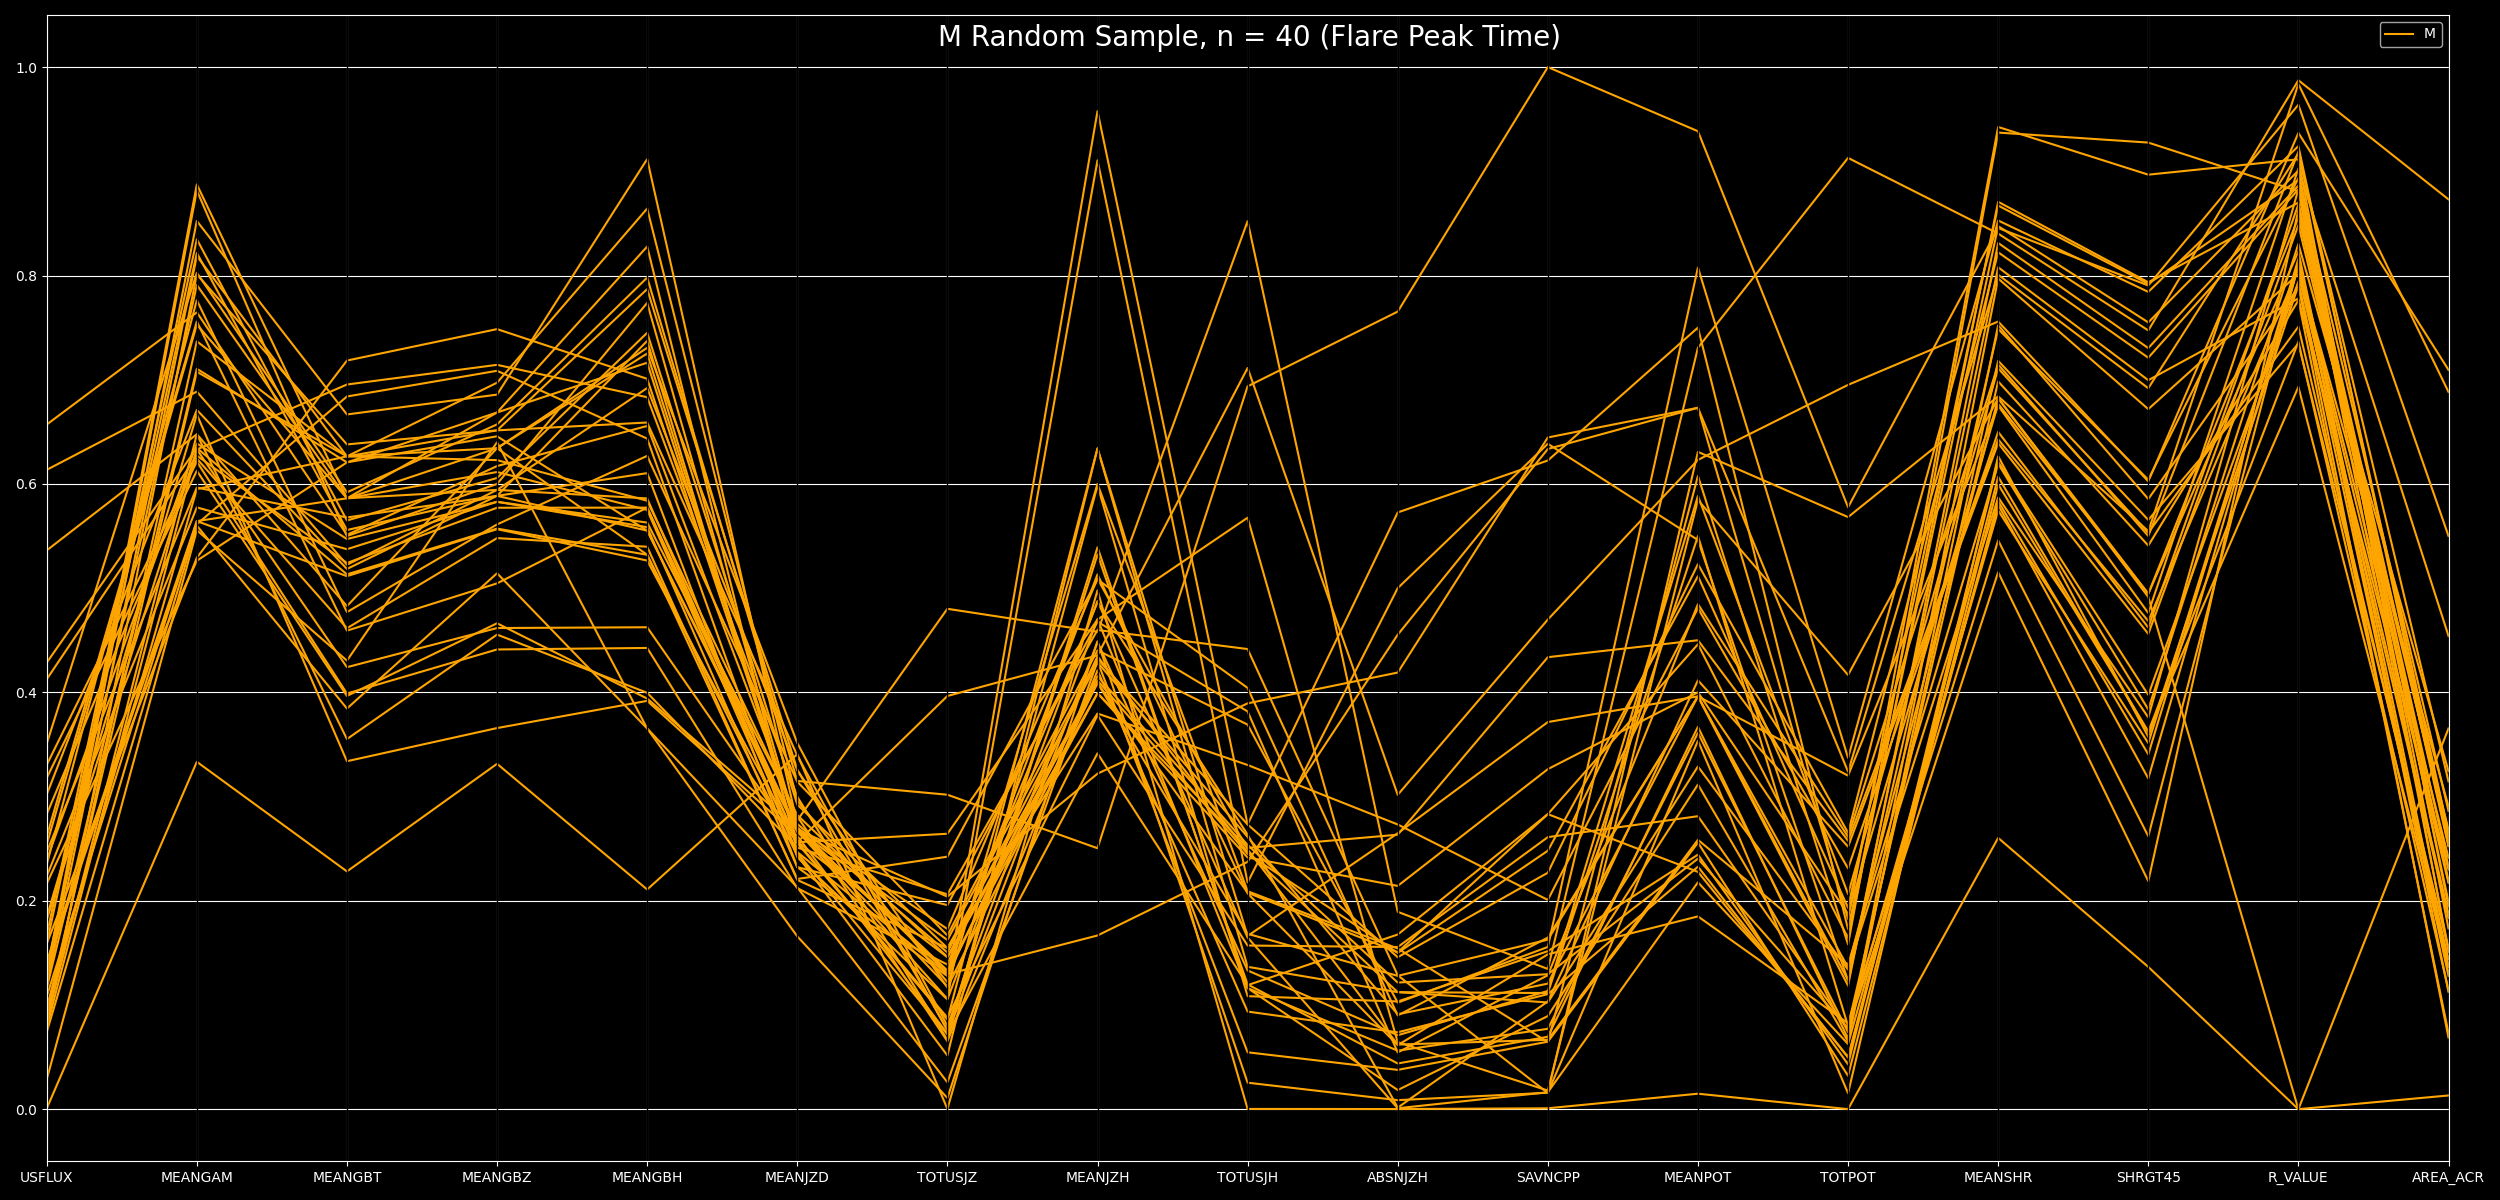 M Random Sample, n = 40 (Flare Peak Time)
M
1.0
0.8
0.6
0.4
0.2
0.0
USFLUX MEANGAM MEANGBT MEANGBZ MEANGBH MEANJZD TOTUSJZ MEANJZH TOTUSJH ABSNJZH SAVNCPP MEANPOT TOTPOT MEANSHR SHRGT45 R_VALUE AREA_ACR